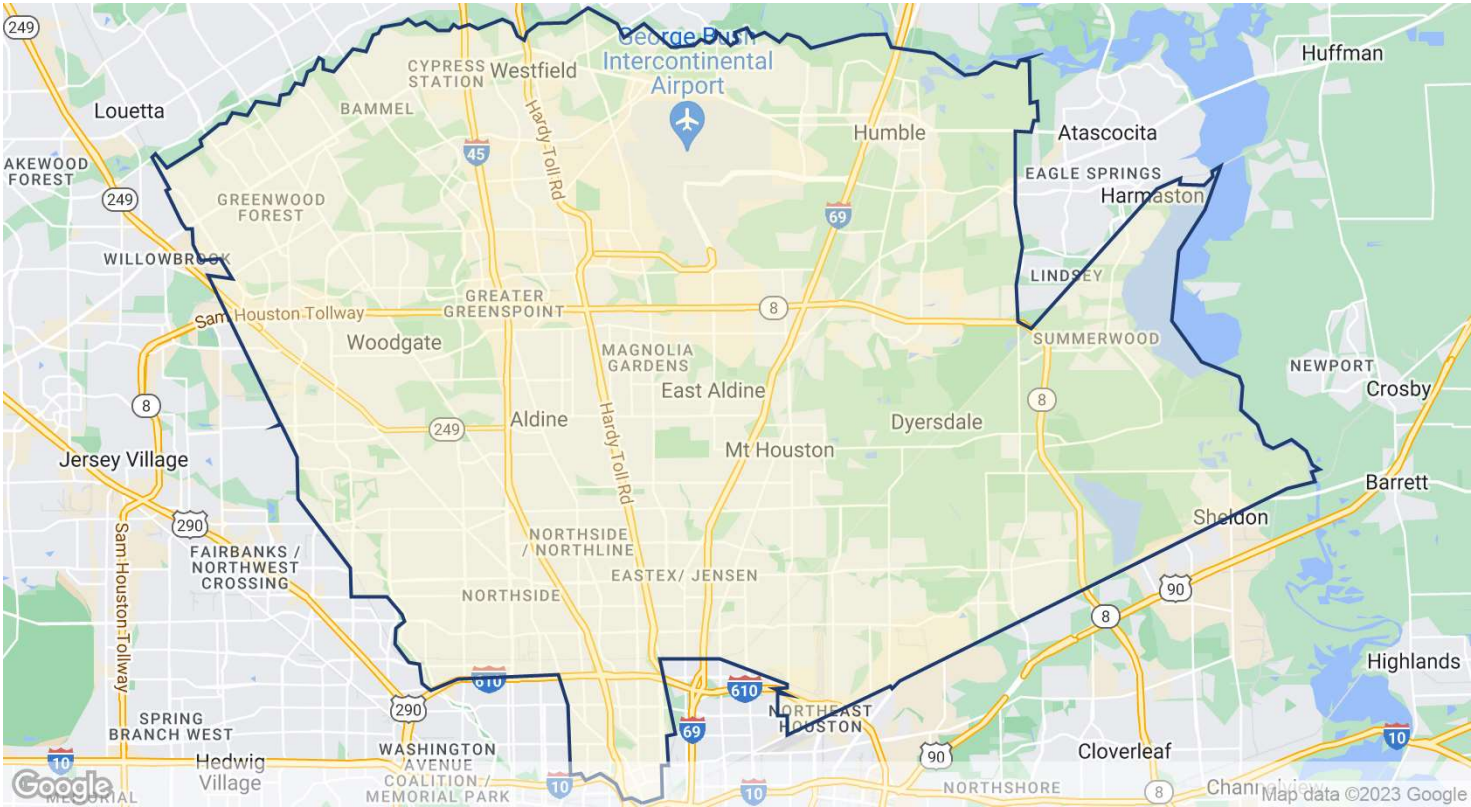 249
George Bush
Intercontinental
Airport
CYPRESS
STATION
Westfield
Huffman
Louetta
BAMMEL
Hardy Toll Rd
Humble
Atascocita
45
AKEWOOD
FOREST
249
GREENWOOD
FOREST
EAGLE SPRINGS
Harmaston
69
WILLOWBROOK
LINDSEY
GREATER
GREENSPOINT
8
Sam Houston Tollway
Woodgate
MAGNOLIA
GARDENS
SUMMERWOOD
NEWPORT
Crosby
East Aldine
8
8
249
Aldine
Hardy Toll Rd
Dyersdale
Mt Houston
Jersey Village
Barrett
Sheldon
290
Sam Houston Tollway
FAIRBANKS /
NORTHWEST
CROSSING
NORTHSIDE
/ NORTHLINE
EASTEX/ JENSEN
NORTHSIDE
90
8
Highlands
610
610
290
69
NORTHEAST
HOUSTON
SPRING
BRANCH WEST
10
90
Cloverleaf
10
Hedwig
Village
WASHINGTON
AVENUE
COALITION /
MEMORIAL PARK
10
10
NORTHSHORE
8
Channelview
Google
MEMORIAL
Map data ©2023 Google